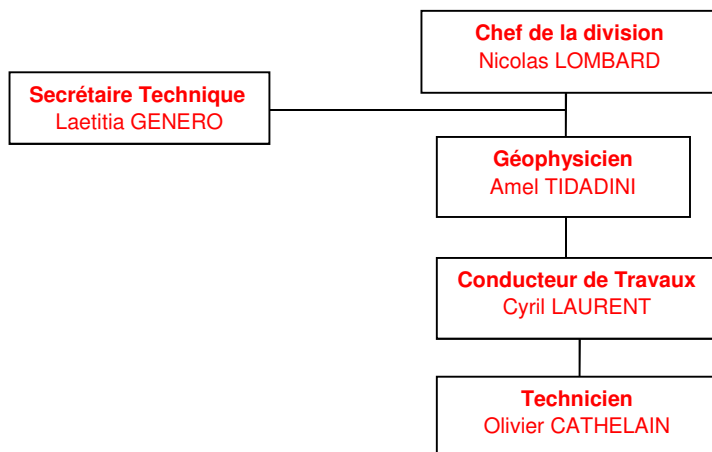 Chef de la division
Nicolas LOMBARD
Secrétaire Technique
Laetitia GENERO
Géophysicien
Amel TIDADINI
Conducteur de Travaux
Cyril LAURENT
Technicien
Olivier CATHELAIN